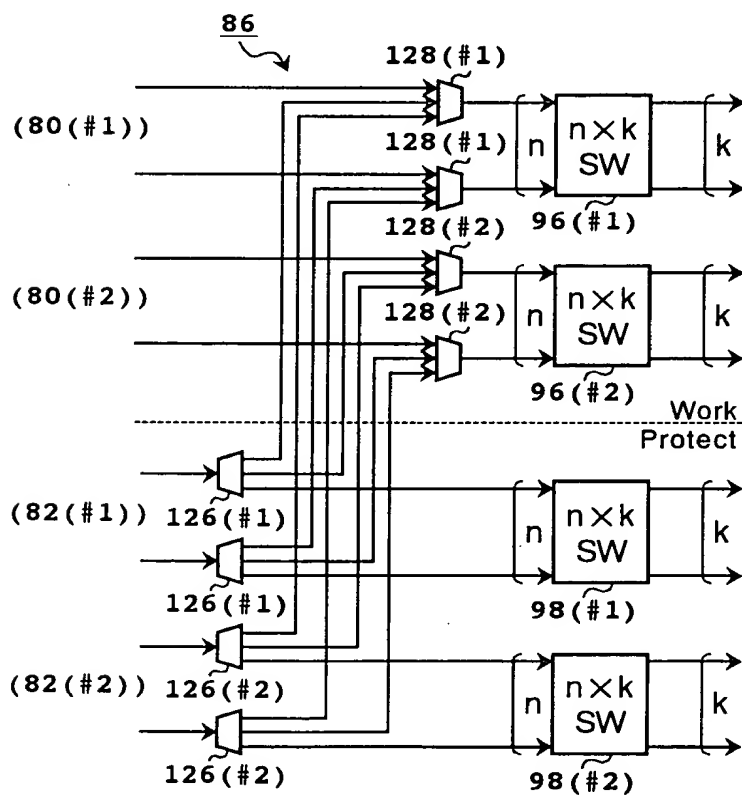 86
128(#1)
(80(#1))
n
n×k
SW
k
128(#1)
96(#1)
128(#2)
(80(#2))
n
n×k
SW
k
128(#2)
96(#2)
Work
Protect
(82(#1))
126(#1)
n
n×k
SW
k
126(#1)
98(#1)
(82(#2))
126(#2)
n
n×k
SW
k
126(#2)
98(#2)